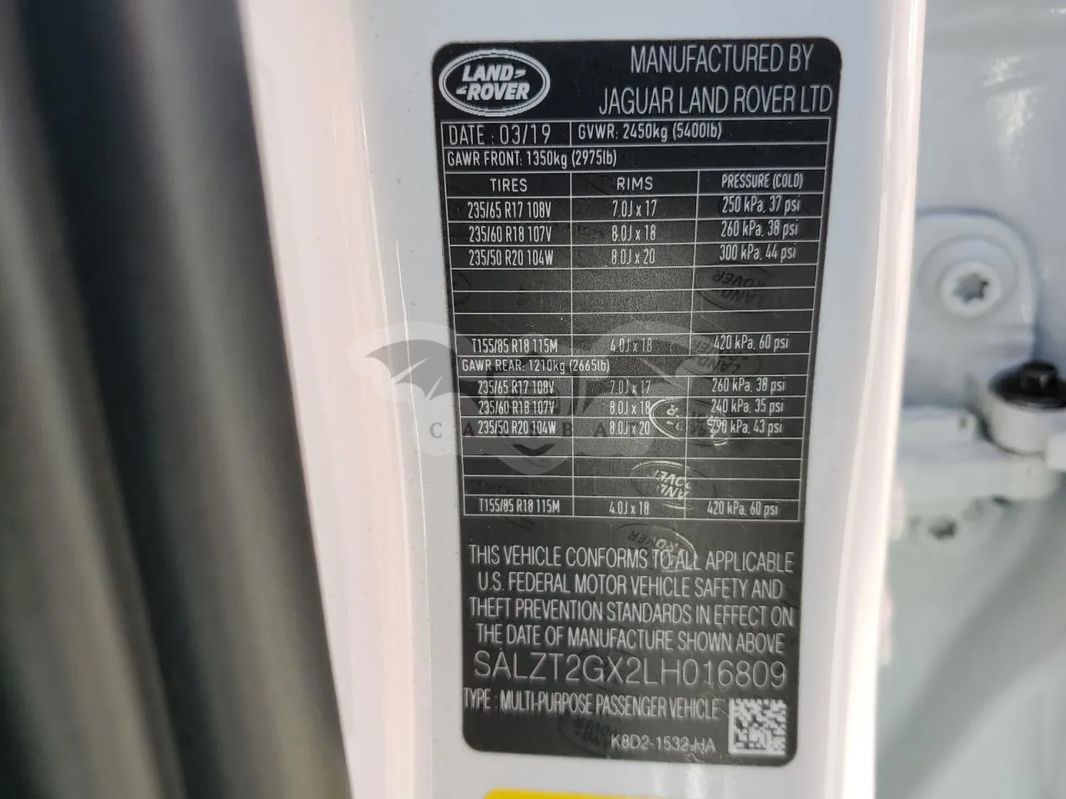 LAND ROVER
MANUFACTURED BY
JAGUAR LAND ROVER LTD
DATE : 03/19 GVWR: 2450kg (5400lb)
GAWR FRONT: 1350kg (2975lb)
TIRES RIMS PRESSURE (COLD)
235/65 R17 108V 7.0J x 17 250 kPa, 37 psi
235/60 R18 107V 8.0J x 18 260 kPa, 38 psi
235/50 R20 104W 8.0J x 20 300 kPa, 44 psi
T155/85 R18 115M 4.0J x 18 420 kPa, 60 psi
GAWR REAR: 1210kg (2665lb)
235/65 R17 108V 7.0J x 17 260 kPa, 38 psi
235/60 R18 107V 8.0J x 18 240 kPa, 35 psi
235/50 R20 104W 8.0J x 20 290 kPa, 43 psi
T155/85 R18 115M 4.0J x 18 420 kPa, 60 psi
THIS VEHICLE CONFORMS TO ALL APPLICABLE
U.S. FEDERAL MOTOR VEHICLE SAFETY AND
THEFT PREVENTION STANDARDS IN EFFECT ON
THE DATE OF MANUFACTURE SHOWN ABOVE
SALZT2GX2LH016809
TYPE : MULTI-PURPOSE PASSENGER VEHICLE
K8D2-1532-HA